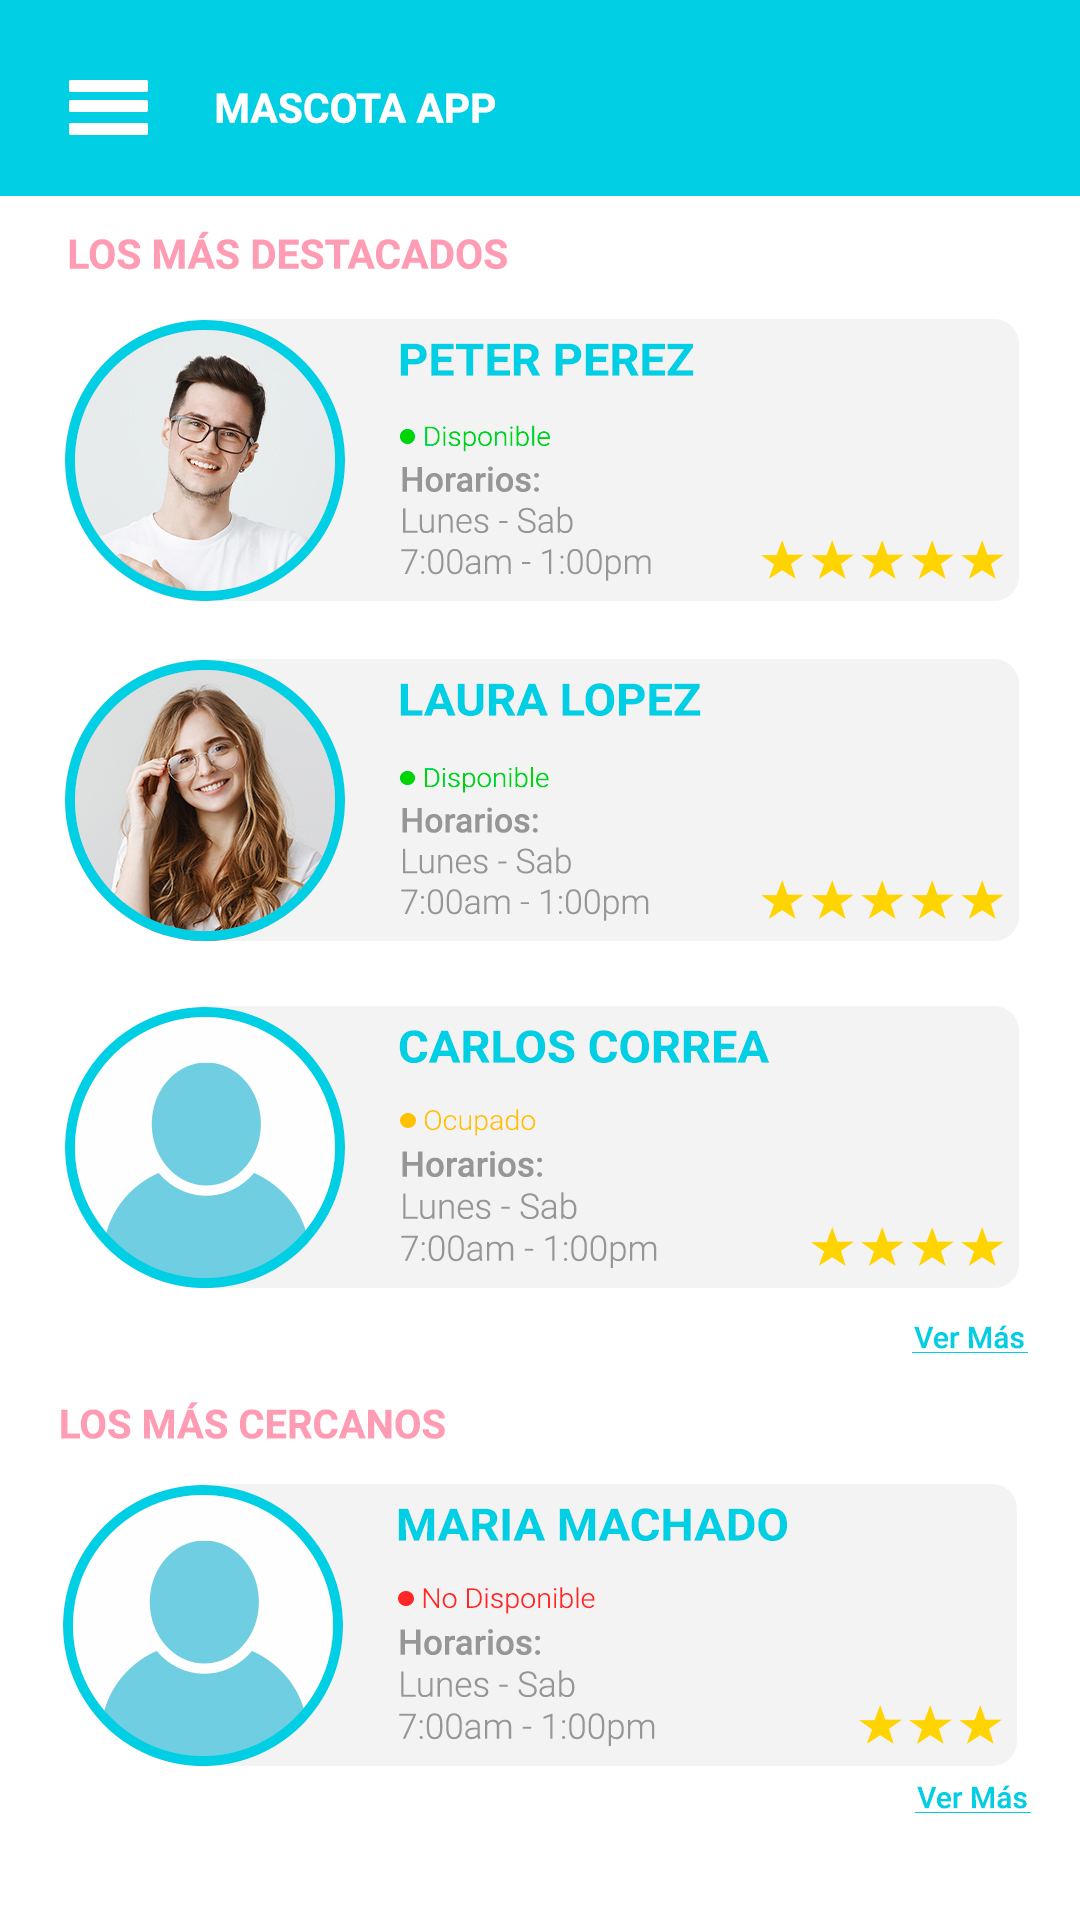 MASCOTA APP
LOS MÁS DESTACADOS
PETER PEREZ
Disponible
Horarios:
Lunes - Sab
7:00am - 1:00pm
LAURA LOPEZ
Disponible
Horarios:
Lunes - Sab
7:00am - 1:00pm
CARLOS CORREA
Ocupado
Horarios:
Lunes - Sab
7:00am - 1:00pm
Ver Más
LOS MÁS CERCANOS
MARIA MACHADO
No Disponible
Horarios:
Lunes - Sab
7:00am - 1:00pm
Ver Más